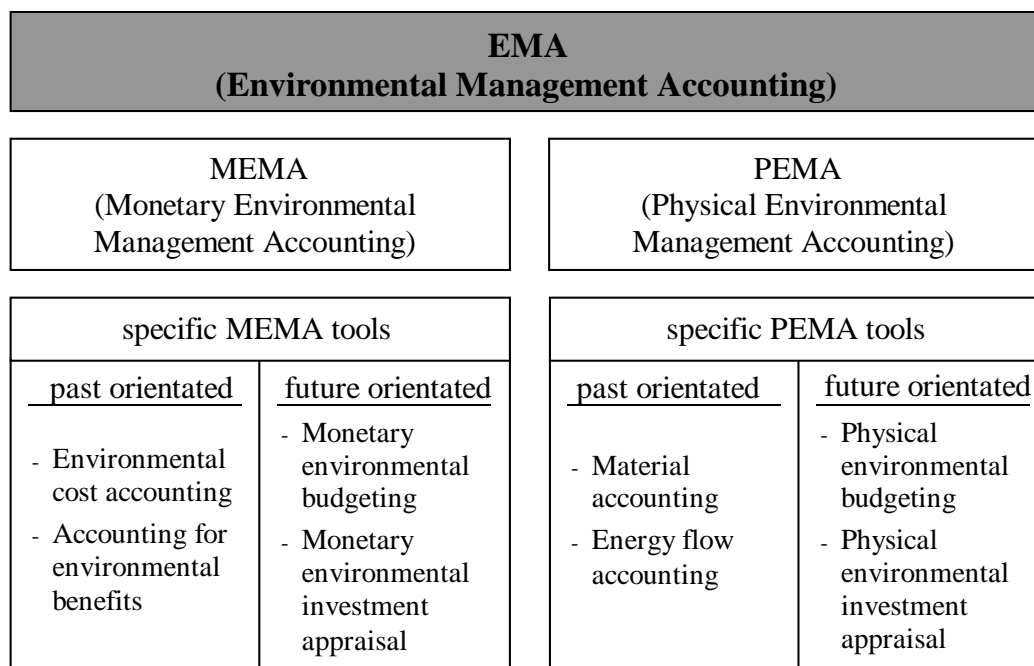 EMA
(Environmental Management Accounting)
MEMA
(Monetary Environmental
Management Accounting)
PEMA
(Physical Environmental
Management Accounting)
specific MEMA tools
past orientated
- Environmental
cost accounting
- Accounting for
environmental
benefits
future orientated
- Monetary
environmental
budgeting
- Monetary
environmental
investment
appraisal
specific PEMA tools
past orientated
- Material
accounting
- Energy flow
accounting
future orientated
- Physical
environmental
budgeting
- Physical
environmental
investment
appraisal